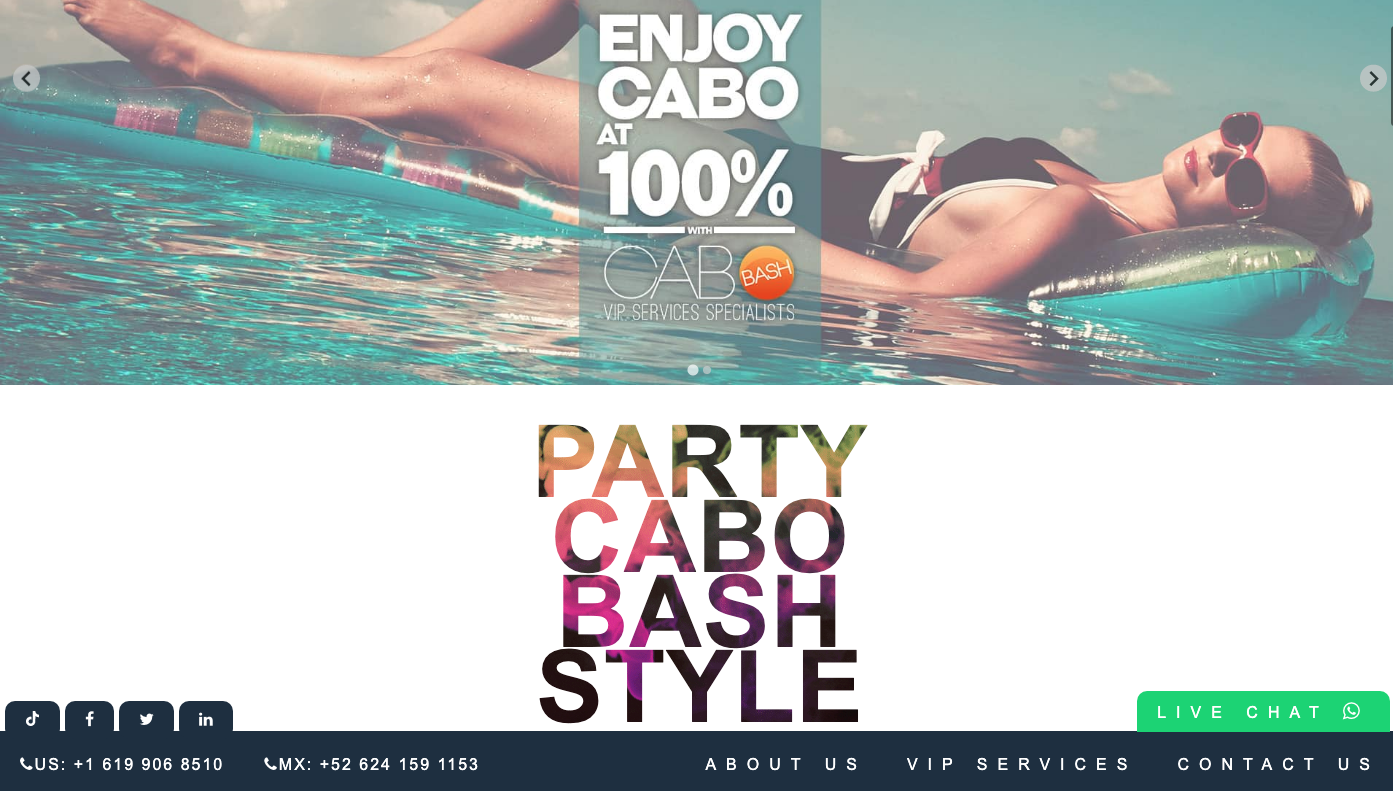 ENJOY
CABO
AT
100%
WITH
CABO BASH
VIP SERVICES SPECIALISTS
PARTY
CABO
BASH
STYLE
LIVE CHAT
US: +1 619 906 8510
MX: +52 624 159 1153
ABOUT US
VIP SERVICES
CONTACT US